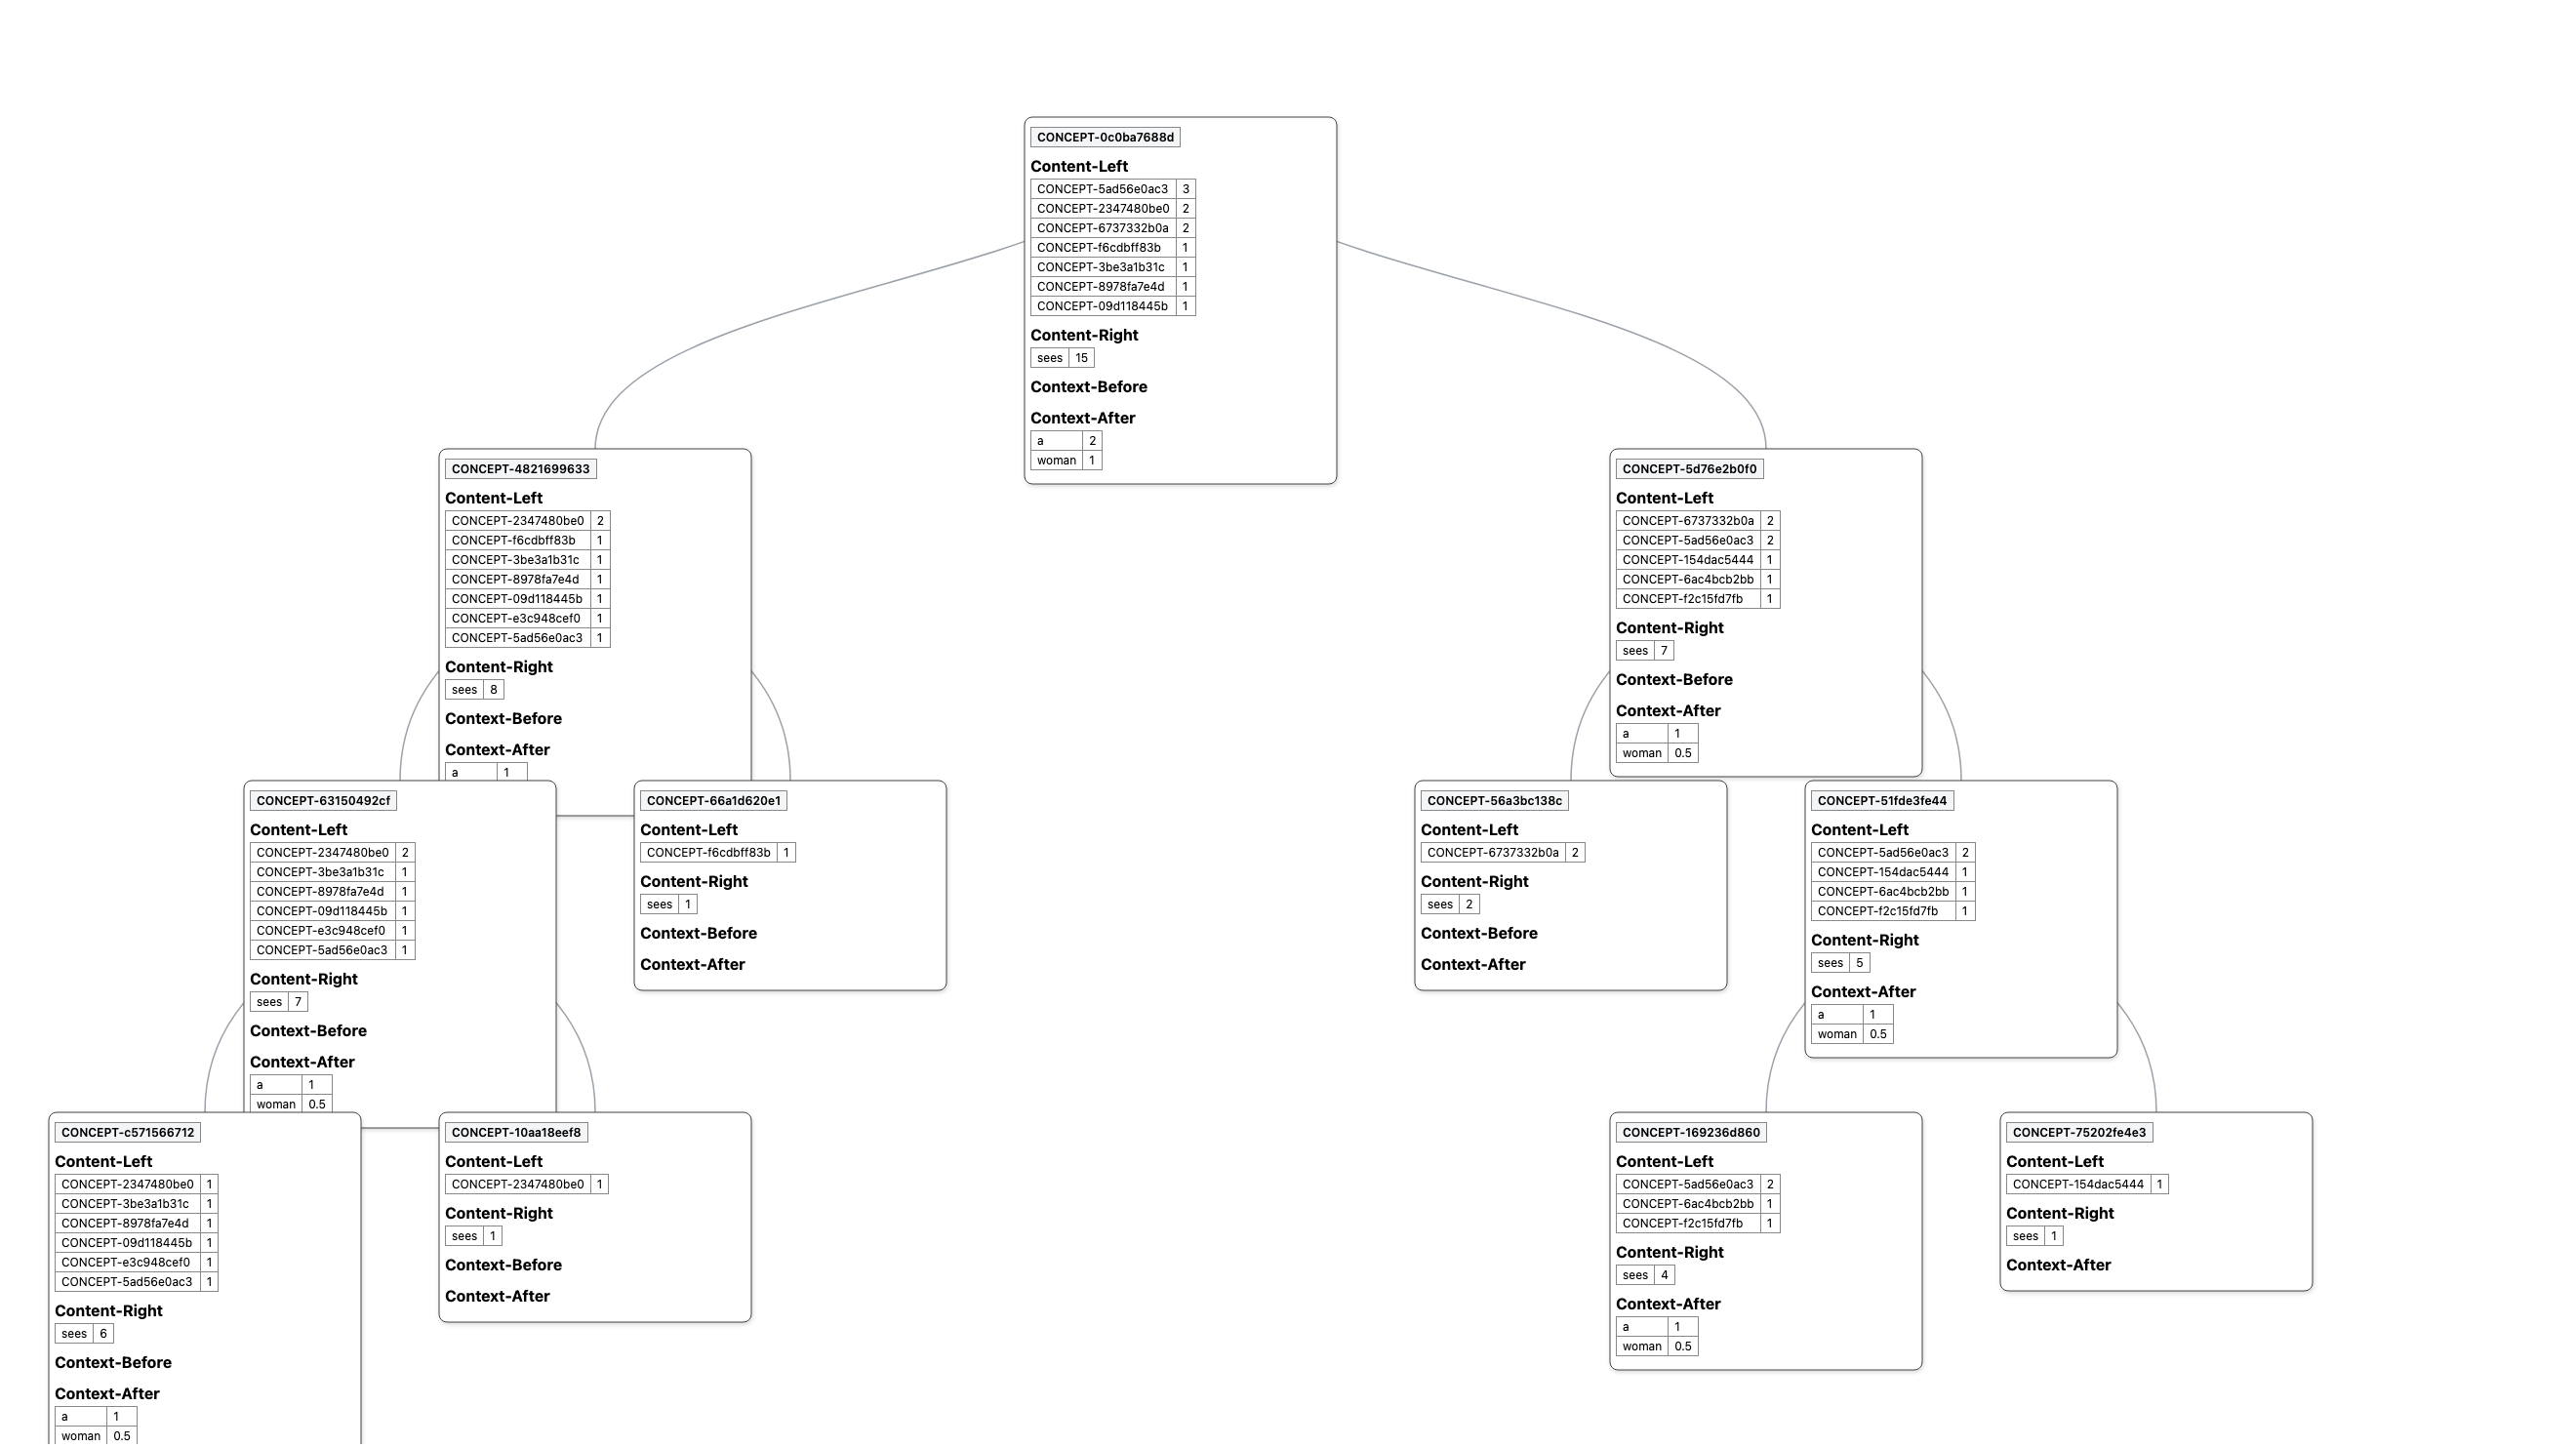 CONCEPT-0c0ba7688d
Content-Left
CONCEPT-5ad56e0ac3 3
CONCEPT-2347480be0 2
CONCEPT-6737332b0a 2
CONCEPT-f6cdbff83b 1
CONCEPT-3be3a1b31c 1
CONCEPT-8978fa7e4d 1
CONCEPT-09d118445b 1
Content-Right
sees 15
Context-Before
Context-After
a 2
woman 1
CONCEPT-4821699633
Content-Left
CONCEPT-2347480be0 2
CONCEPT-f6cdbff83b 1
CONCEPT-3be3a1b31c 1
CONCEPT-8978fa7e4d 1
CONCEPT-09d118445b 1
CONCEPT-e3c948cef0 1
CONCEPT-5ad56e0ac3 1
Content-Right
sees 8
Context-Before
Context-After
a 1
CONCEPT-5d76e2b0f0
Content-Left
CONCEPT-6737332b0a 2
CONCEPT-5ad56e0ac3 2
CONCEPT-154dac5444 1
CONCEPT-6ac4bcb2bb 1
CONCEPT-f2c15fd7fb 1
Content-Right
sees 7
Context-Before
Context-After
a 1
woman 0.5
CONCEPT-63150492cf
Content-Left
CONCEPT-2347480be0 2
CONCEPT-3be3a1b31c 1
CONCEPT-8978fa7e4d 1
CONCEPT-09d118445b 1
CONCEPT-e3c948cef0 1
CONCEPT-5ad56e0ac3 1
Content-Right
sees 7
Context-Before
Context-After
a 1
woman 0.5
CONCEPT-66a1d620e1
Content-Left
CONCEPT-f6cdbff83b 1
Content-Right
sees 1
Context-Before
Context-After
CONCEPT-56a3bc138c
Content-Left
CONCEPT-6737332b0a 2
Content-Right
sees 2
Context-Before
Context-After
CONCEPT-51fde3fe44
Content-Left
CONCEPT-5ad56e0ac3 2
CONCEPT-154dac5444 1
CONCEPT-6ac4bcb2bb 1
CONCEPT-f2c15fd7fb 1
Content-Right
sees 5
Context-After
a 1
woman 0.5
CONCEPT-c571566712
Content-Left
CONCEPT-2347480be0 1
CONCEPT-3be3a1b31c 1
CONCEPT-8978fa7e4d 1
CONCEPT-09d118445b 1
CONCEPT-e3c948cef0 1
CONCEPT-5ad56e0ac3 1
Content-Right
sees 6
Context-Before
Context-After
a 1
woman 0.5
CONCEPT-10aa18eef8
Content-Left
CONCEPT-2347480be0 1
Content-Right
sees 1
Context-Before
Context-After
CONCEPT-169236d860
Content-Left
CONCEPT-5ad56e0ac3 2
CONCEPT-6ac4bcb2bb 1
CONCEPT-f2c15fd7fb 1
Content-Right
sees 4
Context-After
a 1
woman 0.5
CONCEPT-75202fe4e3
Content-Left
CONCEPT-154dac5444 1
Content-Right
sees 1
Context-After